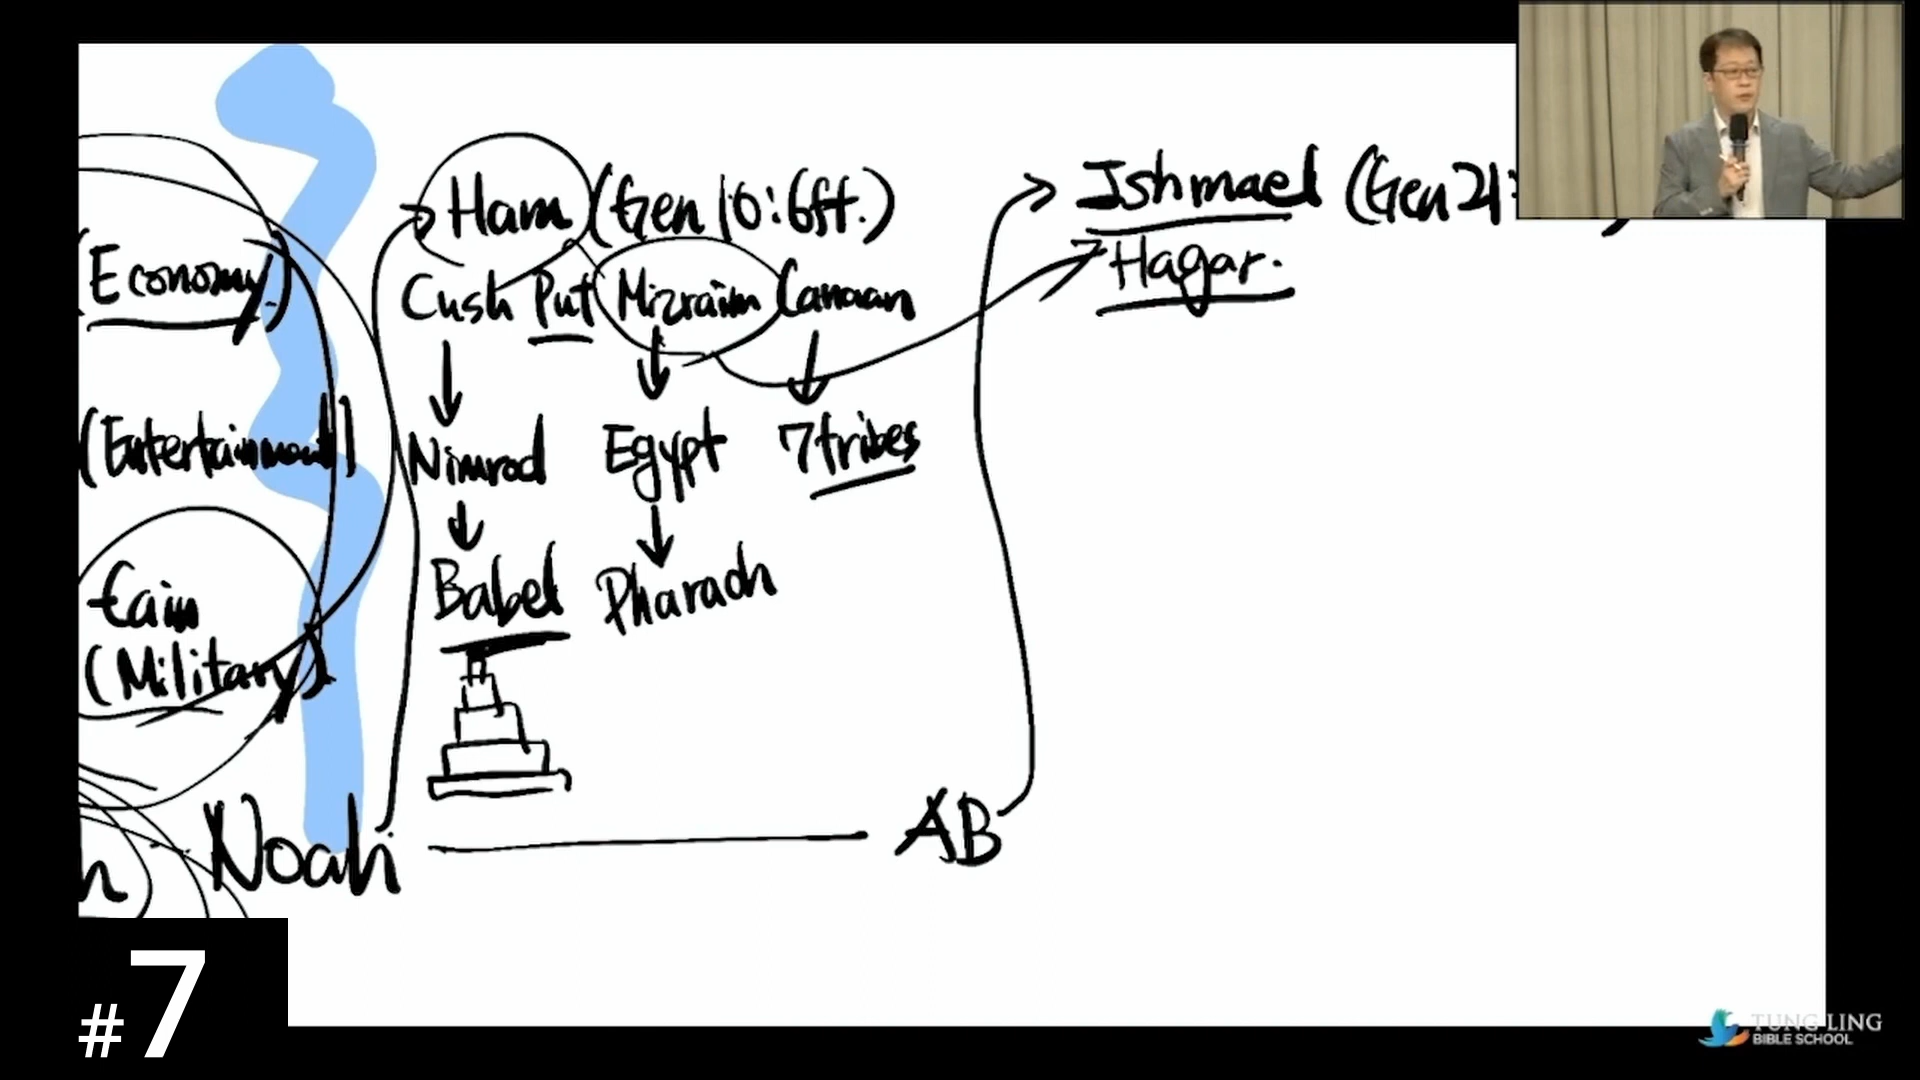 Ham (Gen 10:6ff.)
Cush Put Mizraim Canaan
Nimrod Egypt 7 tribes
Babel Pharaoh
(Economy)
(Entertainment)
Cain
(Military)
h Noah AB
Ishmael (Gen 21:
Hagar.
#7
TUNG LING
BIBLE SCHOOL